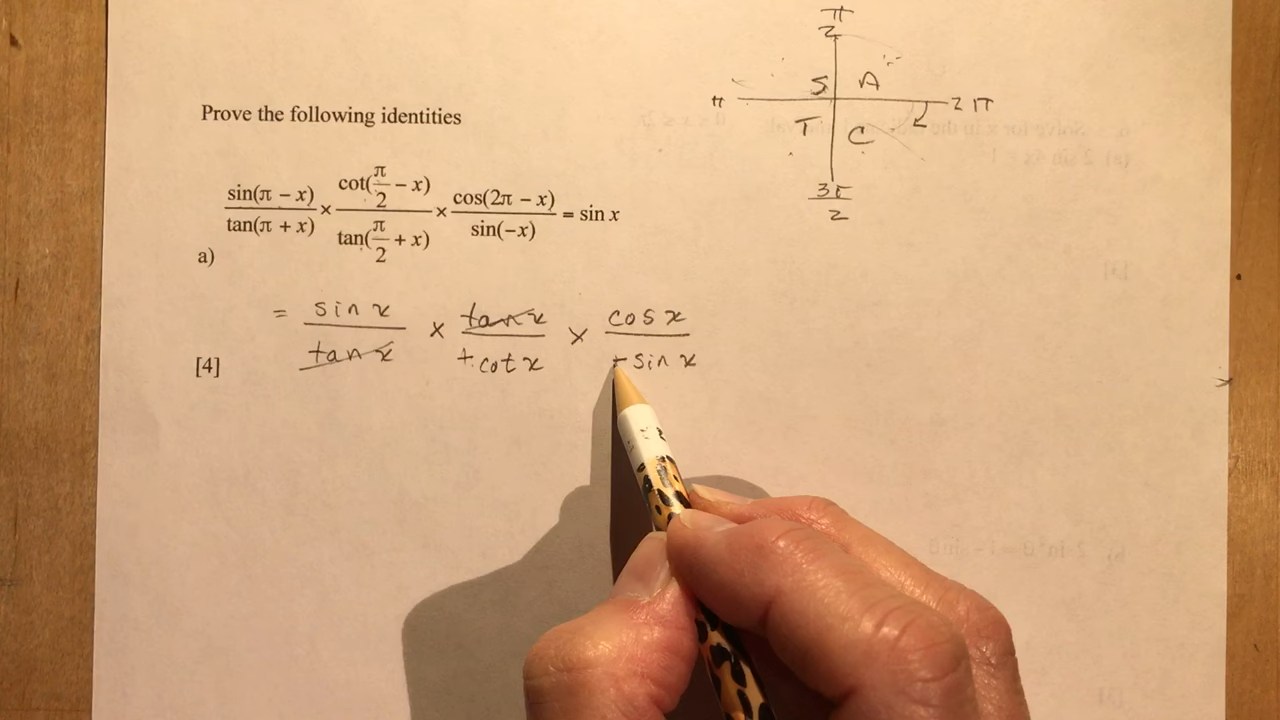 π/2
S A
π 2π
T C
3π/2
Prove the following identities
a) sin(π − x)/tan(π + x) × cot(π/2 − x)/tan(π/2 + x) × cos(2π − x)/sin(−x) = sin x
= sin x/tan x × tan x/+cot x × cos x/+sin x
[4]